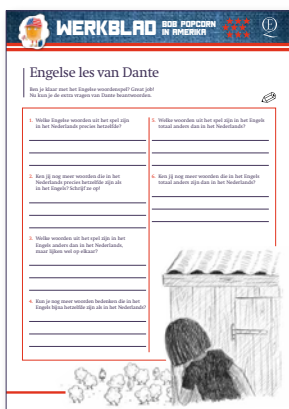 WERKBLAD
BOB POPCORN
IN AMERIKA
Engelse les van Dante
Ben je klaar met het Engelse woordenspel? Great job!
Nu kun je de extra vragen van Dante beantwoorden.
1. Welke Engelse woorden uit het spel zijn
in het Nederlands precies hetzelfde?
2. Ken jij nog meer woorden die in het
Nederlands precies hetzelfde zijn als
in het Engels? Schrijf ze op!
3. Welke woorden uit het spel zijn in het
Engels anders dan in het Nederlands,
maar lijken wel op elkaar?
4. Kun je nog meer woorden bedenken die in het
Engels bijna hetzelfde zijn als in het Nederlands?
5. Welke woorden uit het spel zijn in het Engels
totaal anders dan in het Nederlands?
6. Ken jij nog meer woorden die in het Engels
totaal anders zijn dan in het Nederlands?